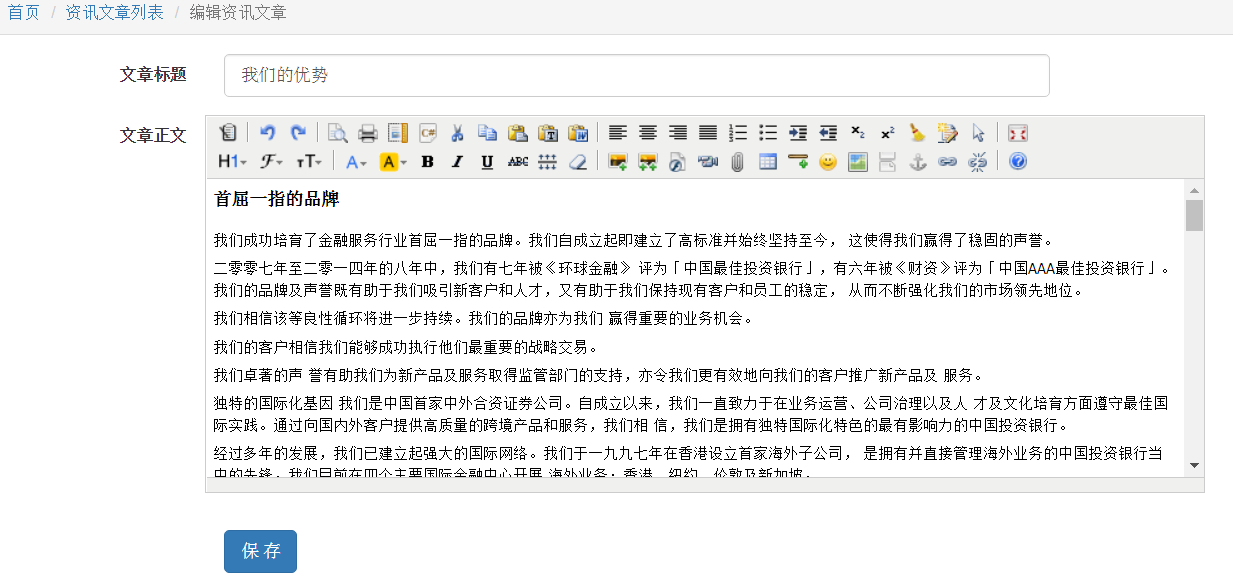 首页 / 资讯文章列表 / 编辑资讯文章
文章标题
我们的优势
文章正文
H1 F TT A A B I U ABC
首屈一指的品牌
我们成功培育了金融服务行业首屈一指的品牌。我们自成立起即建立了高标准并始终坚持至今， 这使得我们赢得了稳固的声誉。
二零零七年至二零一四年的八年中，我们有七年被《环球金融》 评为「中国最佳投资银行」，有六年被《财资》评为「中国AAA最佳投资银行」。
我们的品牌及声誉既有助于我们吸引新客户和人才，又有助于我们保持现有客户和员工的稳定， 从而不断强化我们的市场领先地位。
我们相信该等良性循环将进一步持续。我们的品牌亦为我们 赢得重要的业务机会。
我们的客户相信我们能够成功执行他们最重要的战略交易。
我们卓著的声 誉有助我们为新产品及服务取得监管部门的支持，亦令我们更有效地向我们的客户推广新产品及 服务。
独特的国际化基因 我们是中国首家中外合资证券公司。自成立以来，我们一直致力于在业务运营、公司治理以及人 才及文化培育方面遵守最佳国
际实践。通过向国内外客户提供高质量的跨境产品和服务，我们相 信，我们是拥有独特国际化特色的最有影响力的中国投资银行。
经过多年的发展，我们已建立起强大的国际网络。我们于一九九七年在香港设立首家海外子公司， 是拥有并直接管理海外业务的中国投资银行当
中的先锋。我们目前在四个主要国际金融中心开展 海外业务：香港、纽约、伦敦及新加坡。
保 存